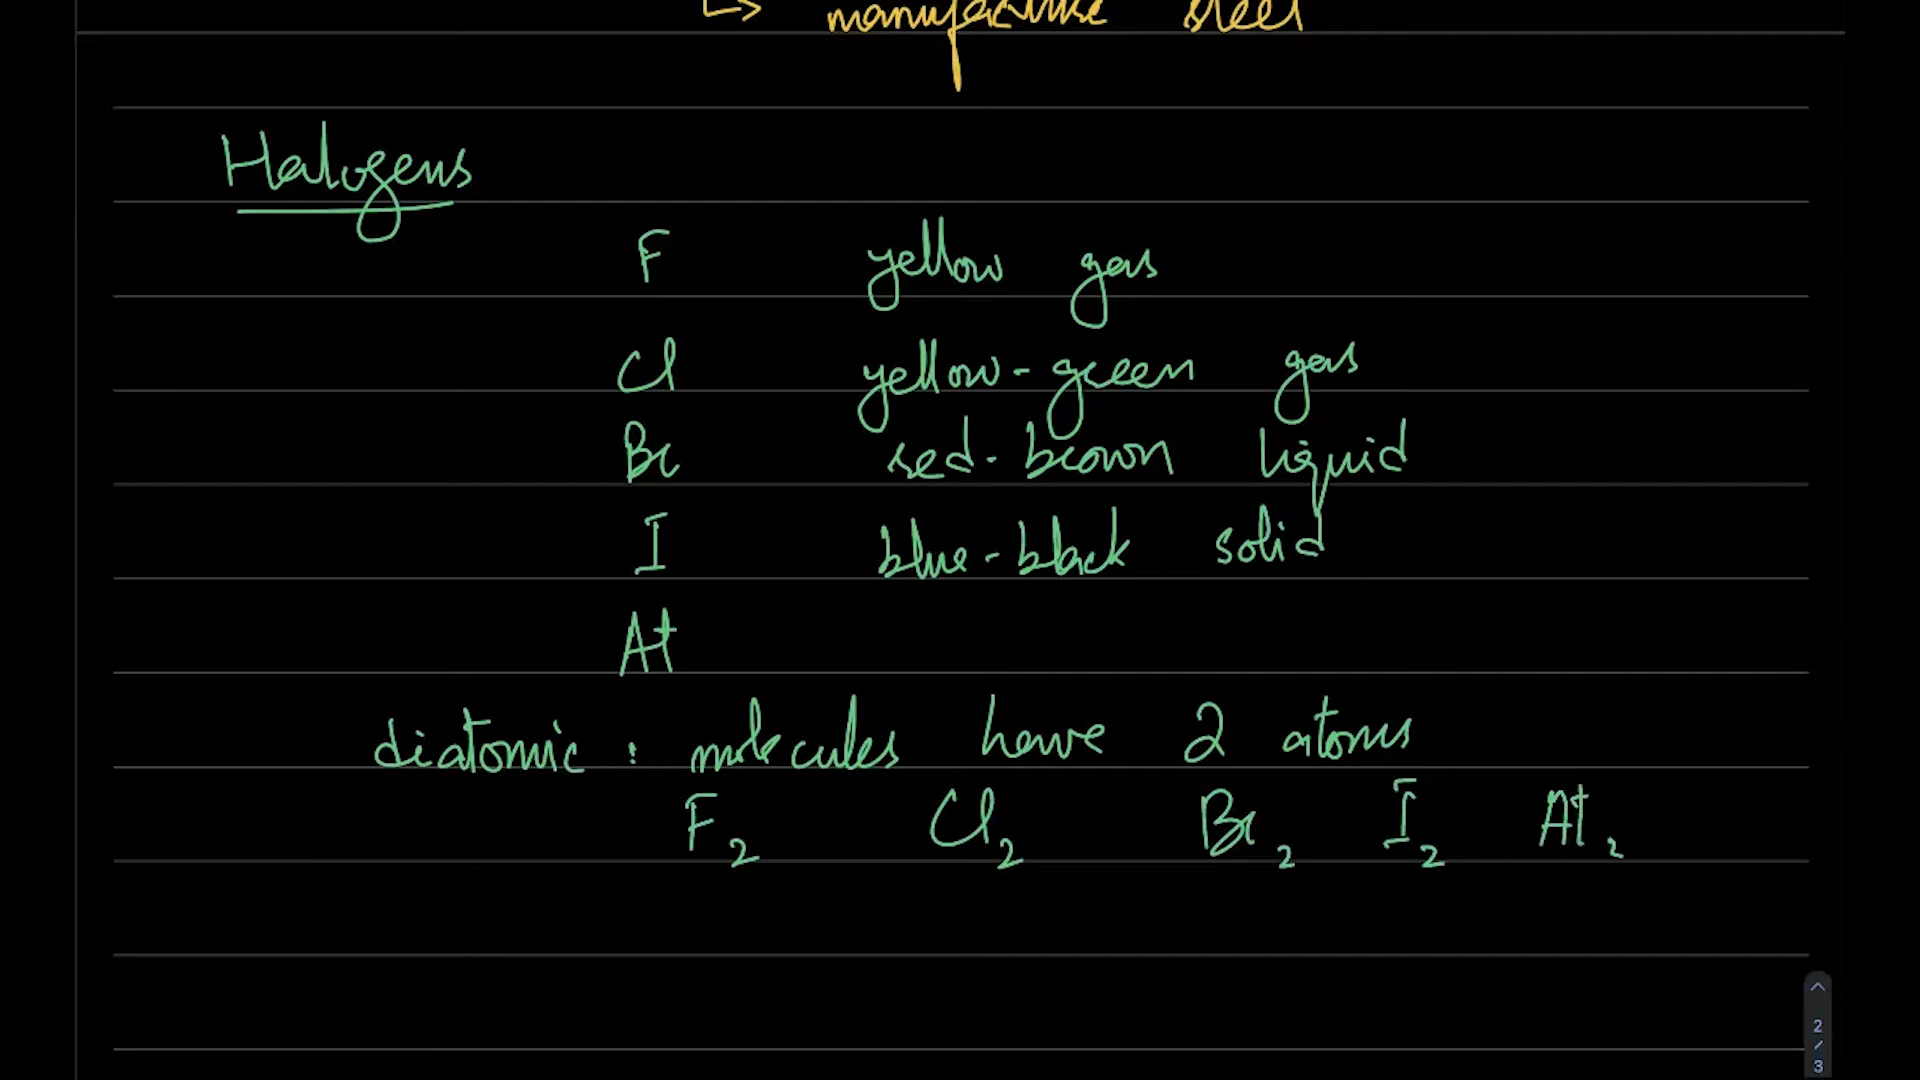 ↳ manufacture steel
Halogens
F yellow gas
Cl yellow-green gas
Br red-brown liquid
I blue-black solid
At
diatomic : molecules have 2 atoms
F₂ Cl₂ Br₂ I₂ At₂
2
/
3